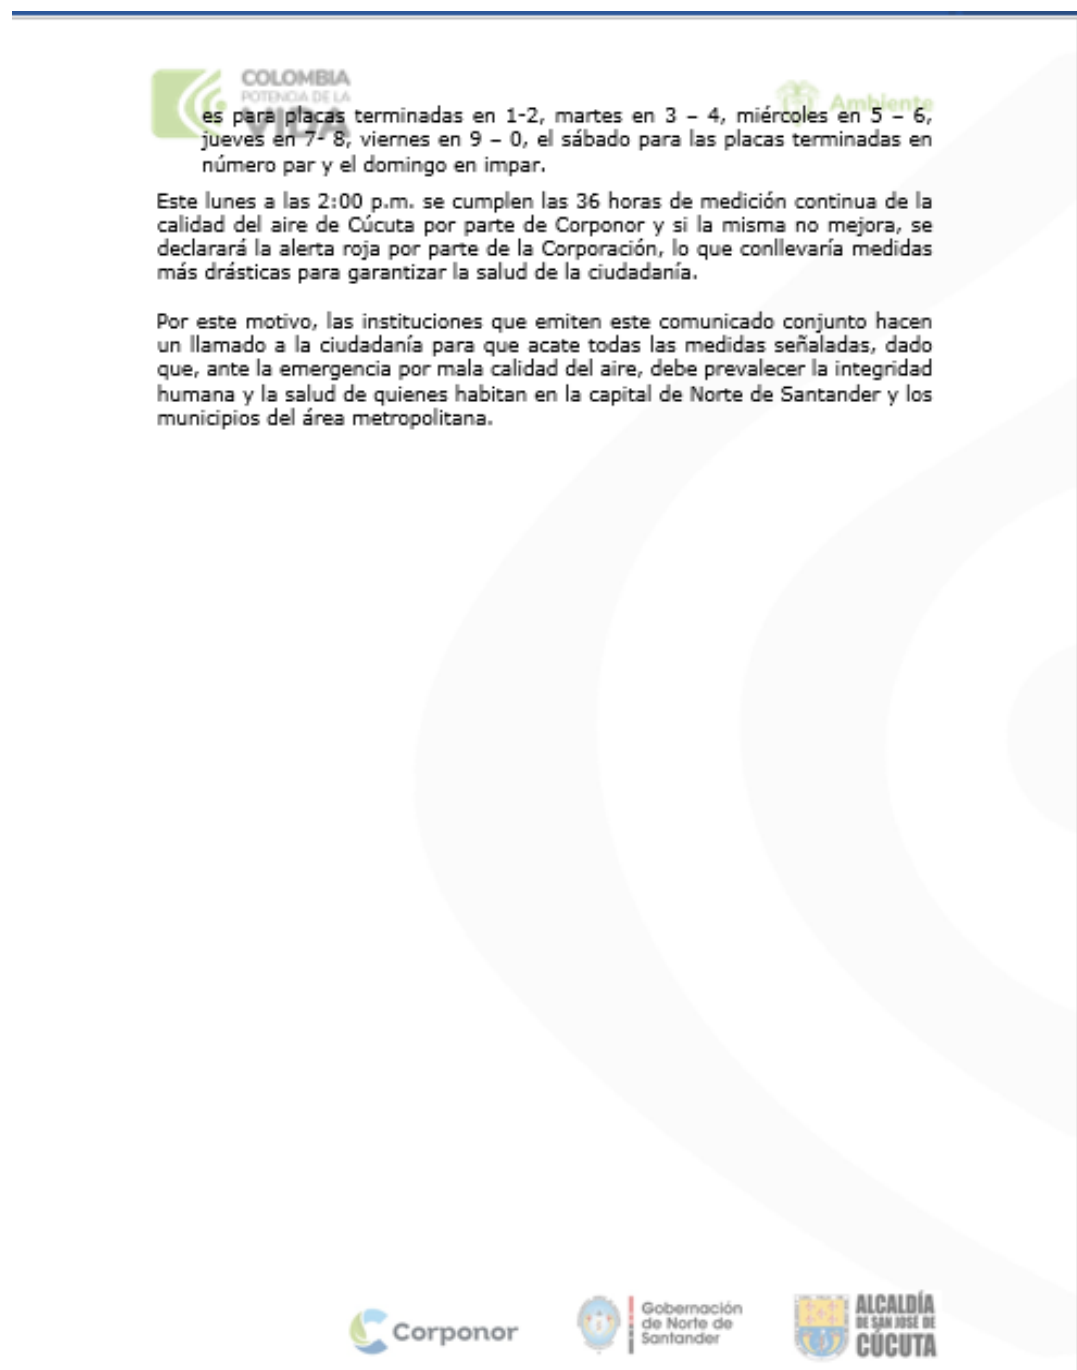 COLOMBIA
POTENCIA DE LA
VIDA
Ambiente
es para placas terminadas en 1-2, martes en 3 – 4, miércoles en 5 – 6,
jueves en 7- 8, viernes en 9 – 0, el sábado para las placas terminadas en
número par y el domingo en impar.
Este lunes a las 2:00 p.m. se cumplen las 36 horas de medición continua de la
calidad del aire de Cúcuta por parte de Corponor y si la misma no mejora, se
declarará la alerta roja por parte de la Corporación, lo que conllevaría medidas
más drásticas para garantizar la salud de la ciudadanía.
Por este motivo, las instituciones que emiten este comunicado conjunto hacen
un llamado a la ciudadanía para que acate todas las medidas señaladas, dado
que, ante la emergencia por mala calidad del aire, debe prevalecer la integridad
humana y la salud de quienes habitan en la capital de Norte de Santander y los
municipios del área metropolitana.
Corponor
Gobernación
de Norte de
Santander
ALCALDÍA
DE SAN JOSÉ DE
CÚCUTA